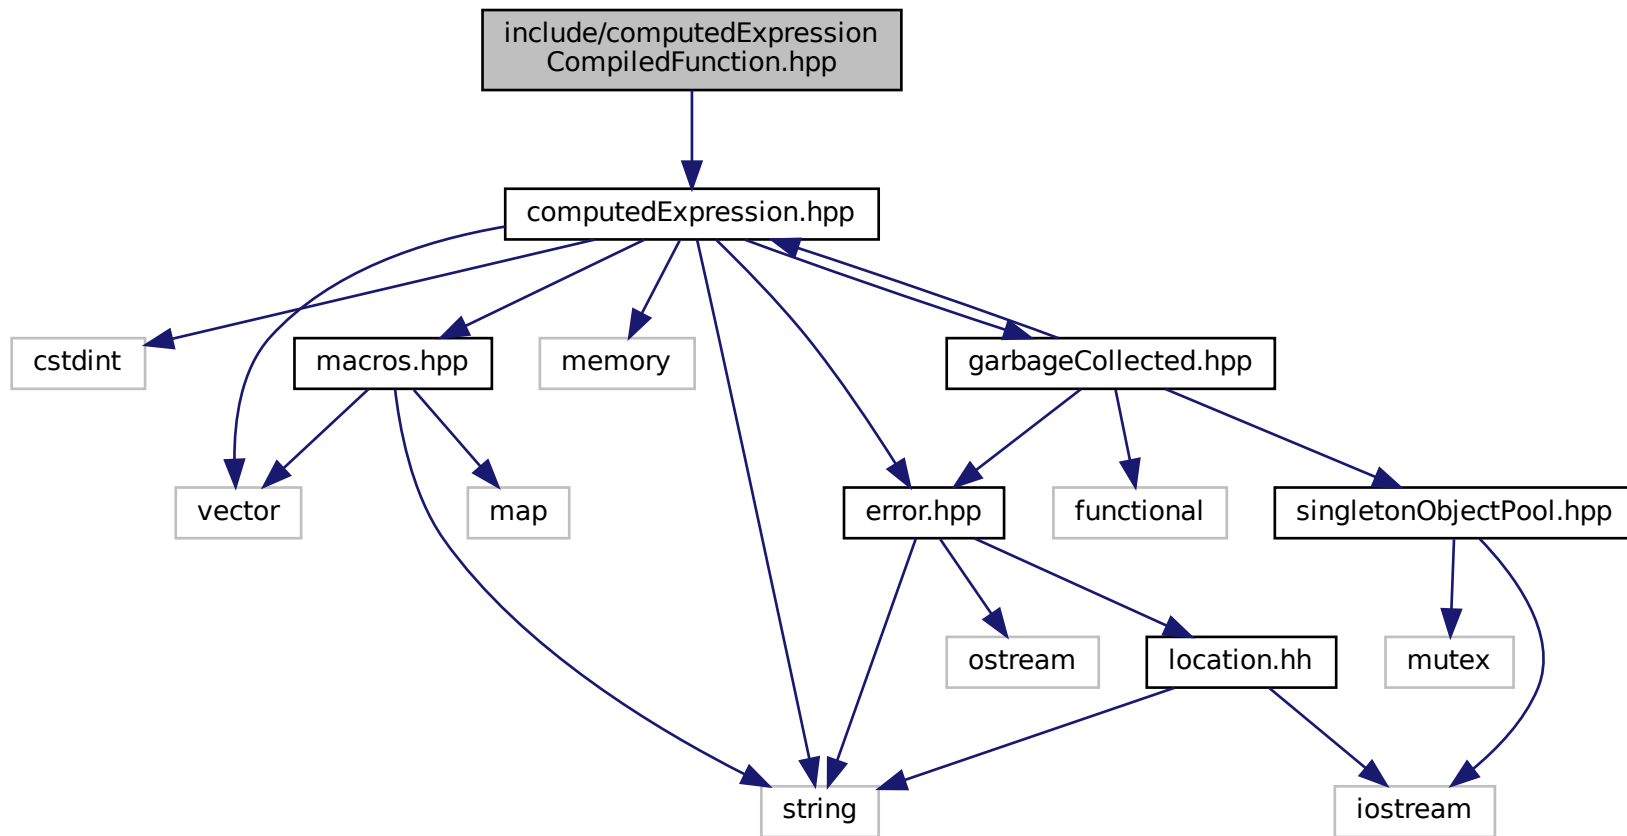 include/computedExpression
CompiledFunction.hpp
computedExpression.hpp
cstdint
macros.hpp
memory
garbageCollected.hpp
vector
map
error.hpp
functional
singletonObjectPool.hpp
ostream
location.hh
mutex
string
iostream